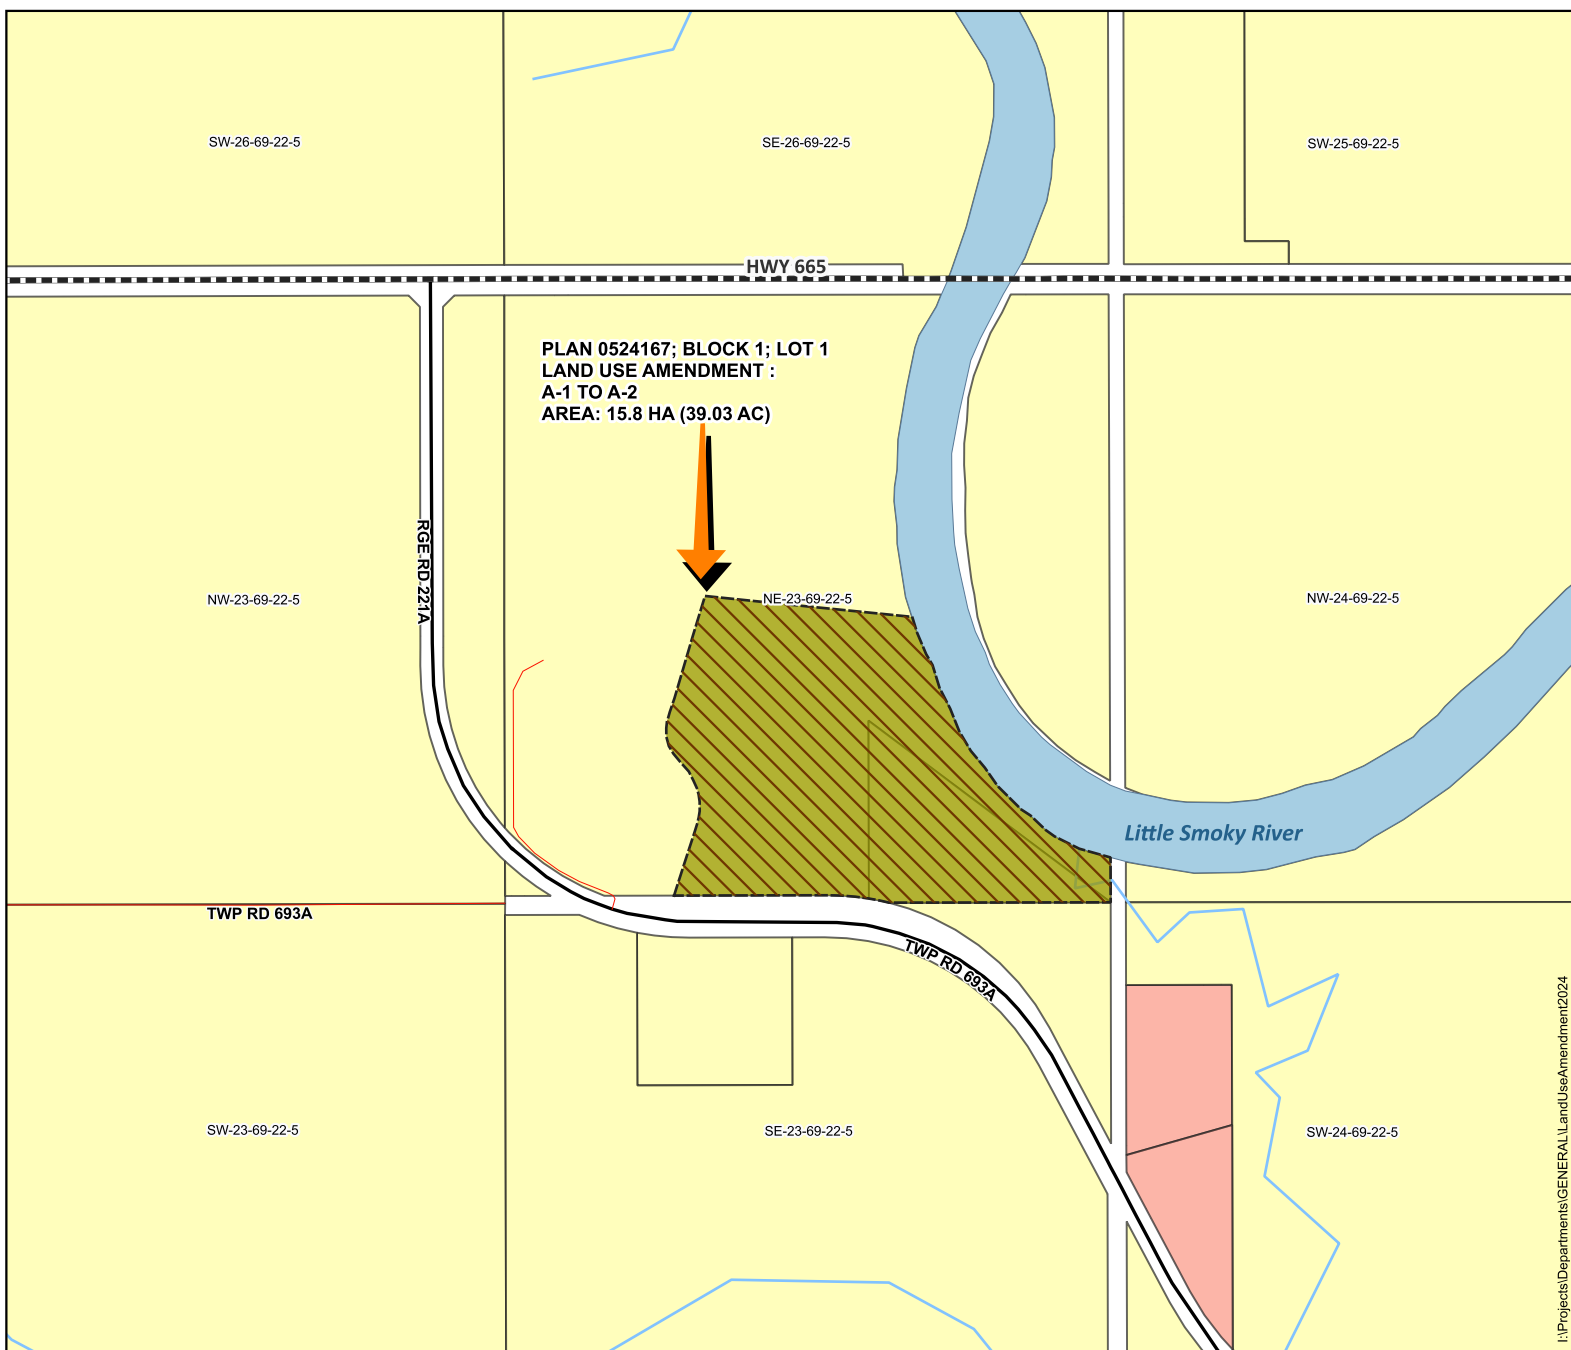 SW-26-69-22-5
SE-26-69-22-5
SW-25-69-22-5
HWY 665
PLAN 0524167; BLOCK 1; LOT 1
LAND USE AMENDMENT :
A-1 TO A-2
AREA: 15.8 HA (39.03 AC)
RGE RD 221A
NW-23-69-22-5
NE-23-69-22-5
NW-24-69-22-5
Little Smoky River
TWP RD 693A
TWP RD 693A
SW-23-69-22-5
SE-23-69-22-5
SW-24-69-22-5
I:\Projects\Departments\GENERAL\LandUseAmendment2024